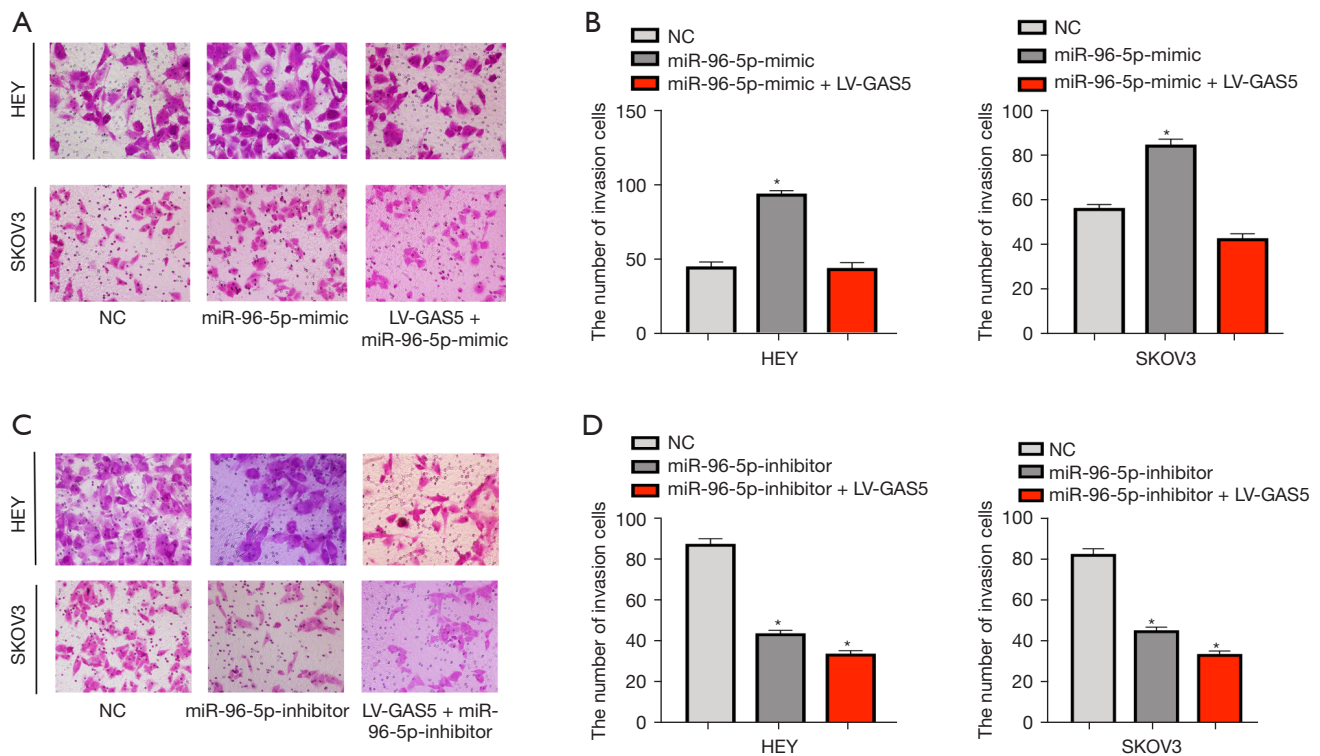 A
HEY
SKOV3
NC
miR-96-5p-mimic
LV-GAS5 +
miR-96-5p-mimic
B
NC
miR-96-5p-mimic
miR-96-5p-mimic + LV-GAS5
The number of invasion cells
150
100
50
0
*
HEY
NC
miR-96-5p-mimic
miR-96-5p-mimic + LV-GAS5
The number of invasion cells
100
80
60
40
20
0
*
SKOV3
C
HEY
SKOV3
NC
miR-96-5p-inhibitor
LV-GAS5 + miR-
96-5p-inhibitor
D
NC
miR-96-5p-inhibitor
miR-96-5p-inhibitor + LV-GAS5
The number of invasion cells
100
80
60
40
20
0
*
*
HEY
NC
miR-96-5p-inhibitor
miR-96-5p-inhibitor + LV-GAS5
The number of invasion cells
100
80
60
40
20
0
*
*
SKOV3